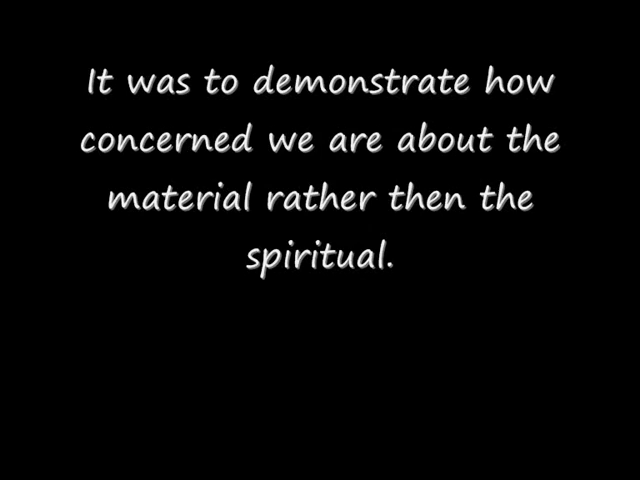 It was to demonstrate how
concerned we are about the
material rather then the
spiritual.